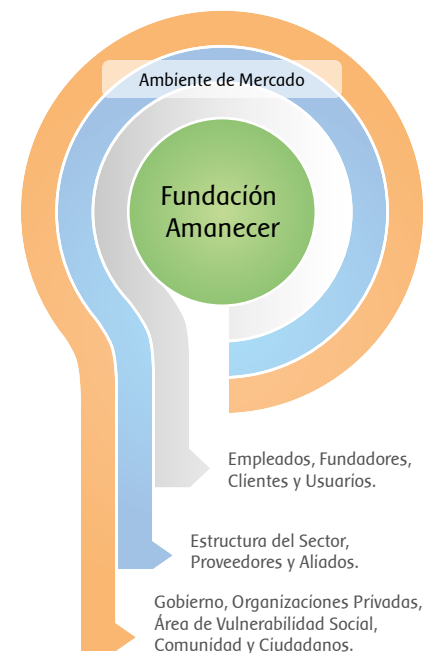 Ambiente de Mercado
Fundación
Amanecer
Empleados, Fundadores,
Clientes y Usuarios.
Estructura del Sector,
Proveedores y Aliados.
Gobierno, Organizaciones Privadas,
Área de Vulnerabilidad Social,
Comunidad y Ciudadanos.